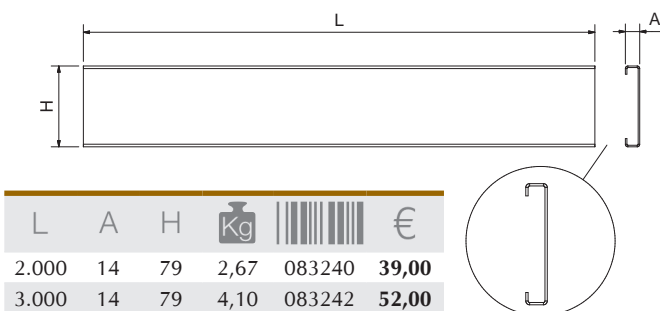 L
A
H
L A H Kg €
2.000 14 79 2,67 083240 39,00
3.000 14 79 4,10 083242 52,00